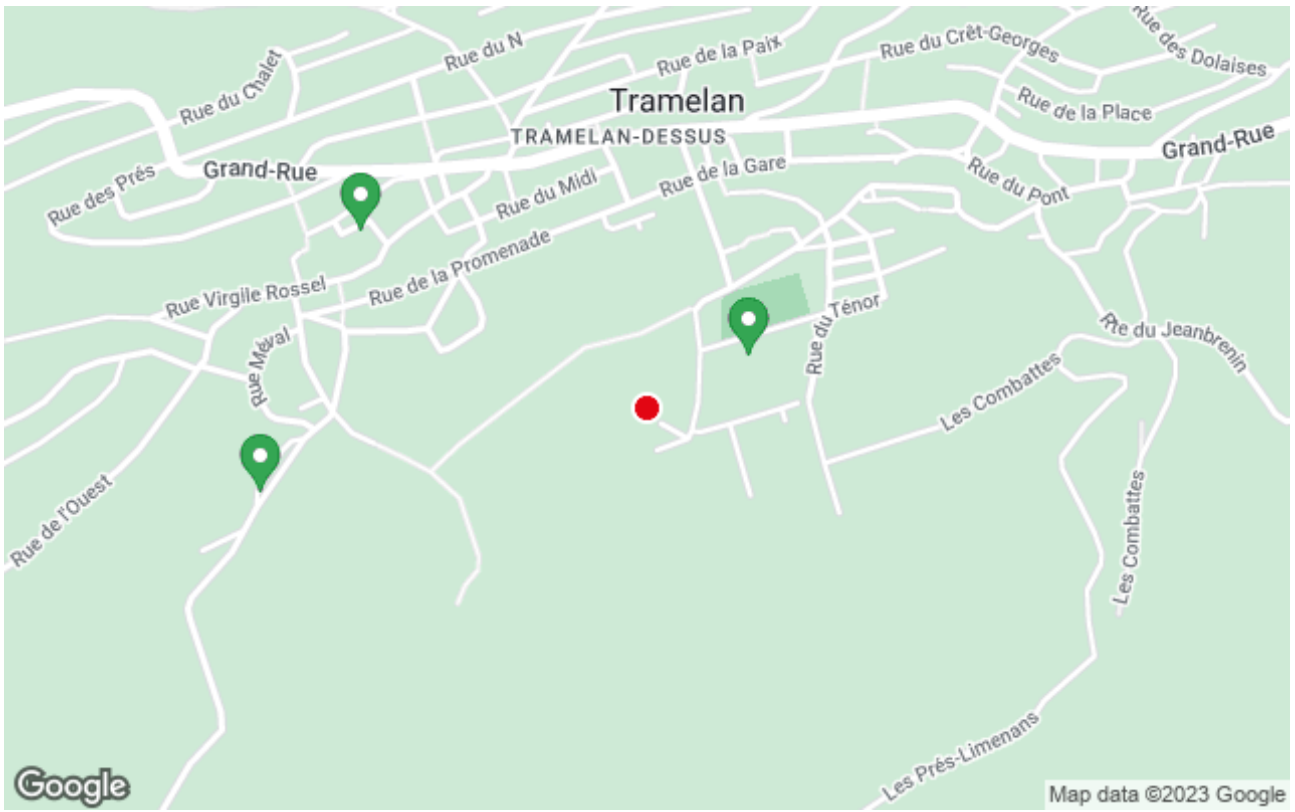 Rue du N
Rue de la Paix
Rue du Crêt-Georges
Rue des Dolaises
Rue du Chalet
Tramelan
Rue de la Place
TRAMELAN-DESSUS
Grand-Rue
Grand-Rue
Rue des Prés
Rue du Midi
Rue de la Gare
Rue du Pont
Rue de la Promenade
Rue Virgile Rossel
Rue du Ténor
Rte du Jeanbrenin
Rue Méval
Les Combattes
Rue de l'Ouest
Les Combattes
Les Prés-Limenans
Google
Map data ©2023 Google